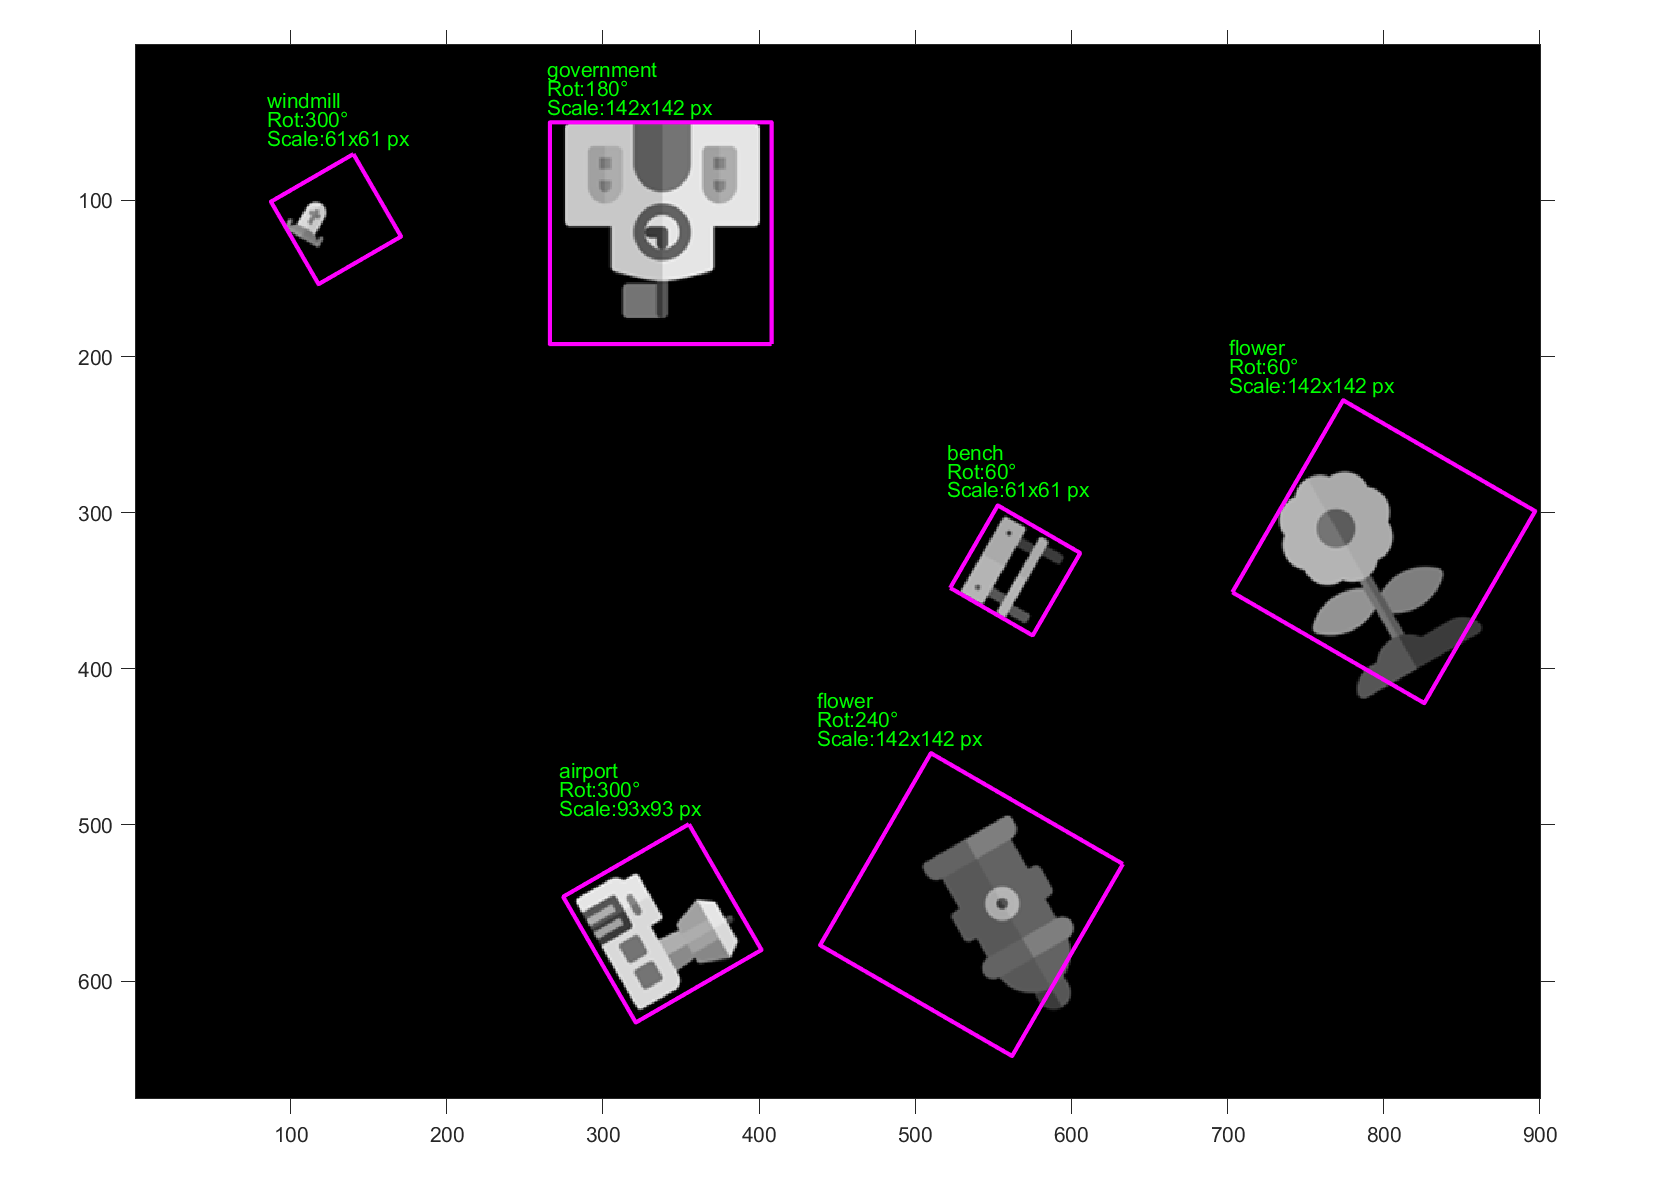 windmill
Rot:300°
Scale:61x61 px
government
Rot:180°
Scale:142x142 px
flower
Rot:60°
Scale:142x142 px
bench
Rot:60°
Scale:61x61 px
flower
Rot:240°
Scale:142x142 px
airport
Rot:300°
Scale:93x93 px
100
200
300
400
500
600
100 200 300 400 500 600 700 800 900